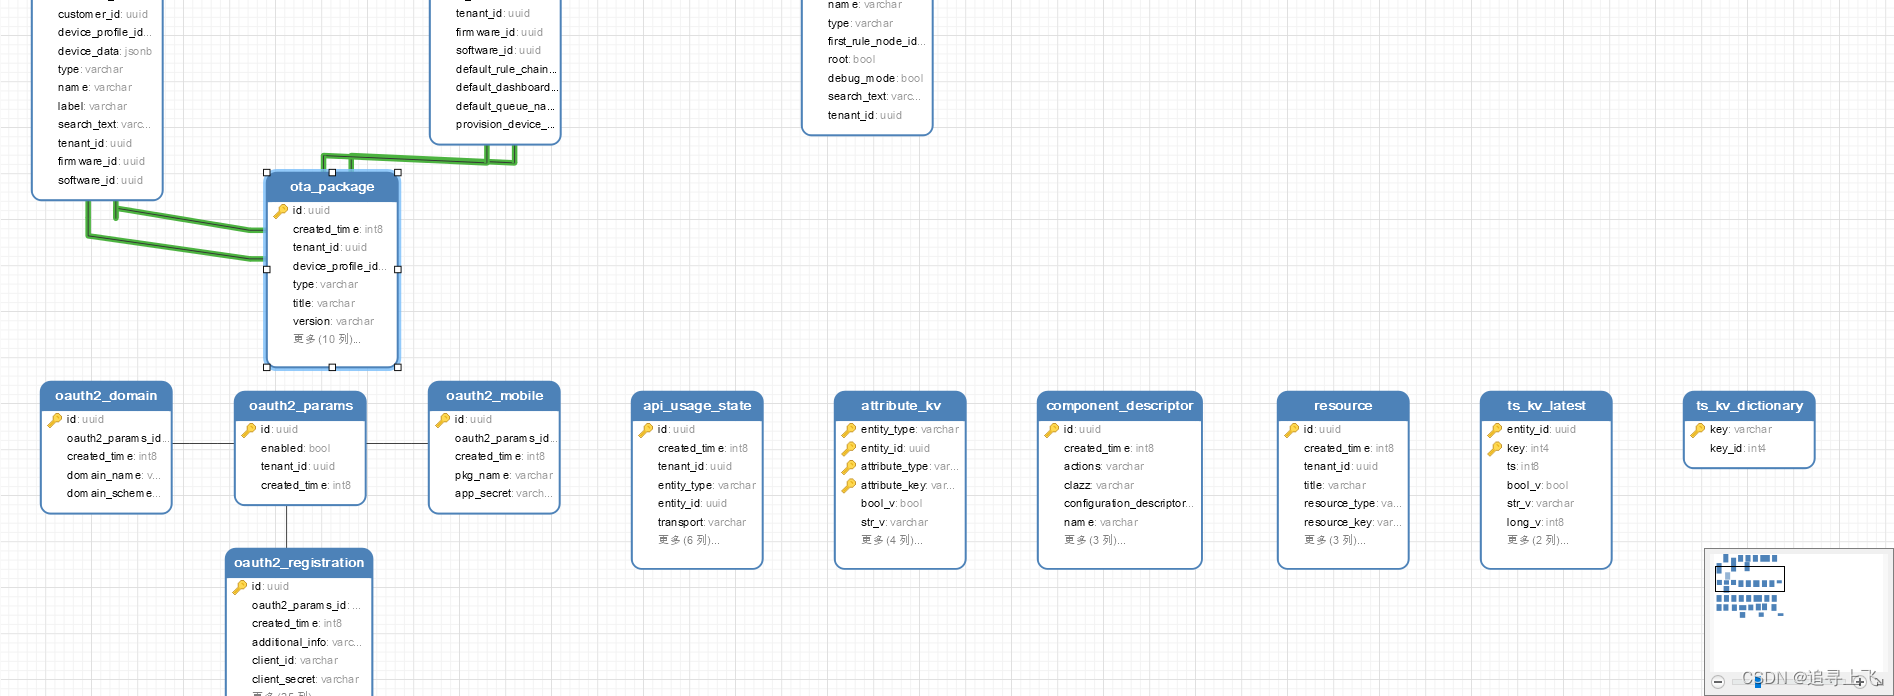 customer_id: uuid
device_profile_id...
device_data: jsonb
type: varchar
name: varchar
label: varchar
search_text: varc...
tenant_id: uuid
firmware_id: uuid
software_id: uuid
tenant_id: uuid
firmware_id: uuid
software_id: uuid
default_rule_chain...
default_dashboard...
default_queue_na...
provision_device_...
name: varchar
type: varchar
first_rule_node_id...
root: bool
debug_mode: bool
search_text: varc...
tenant_id: uuid
ota_package
id: uuid
created_time: int8
tenant_id: uuid
device_profile_id...
type: varchar
title: varchar
version: varchar
更多(10 列)...
oauth2_domain
id: uuid
oauth2_params_id...
created_time: int8
domain_name: v...
domain_scheme...
oauth2_params
id: uuid
enabled: bool
tenant_id: uuid
created_time: int8
oauth2_mobile
id: uuid
oauth2_params_id...
created_time: int8
pkg_name: varchar
app_secret: varch...
api_usage_state
id: uuid
created_time: int8
tenant_id: uuid
entity_type: varchar
entity_id: uuid
transport: varchar
更多(6 列)...
attribute_kv
entity_type: varchar
entity_id: uuid
attribute_type: var...
attribute_key: var...
bool_v: bool
str_v: varchar
更多(4 列)...
component_descriptor
id: uuid
created_time: int8
actions: varchar
clazz: varchar
configuration_descriptor...
name: varchar
更多(3 列)...
resource
id: uuid
created_time: int8
tenant_id: uuid
title: varchar
resource_type: va...
resource_key: var...
更多(3 列)...
ts_kv_latest
entity_id: uuid
key: int4
ts: int8
bool_v: bool
str_v: varchar
long_v: int8
更多(2 列)...
ts_kv_dictionary
key: varchar
key_id: int4
oauth2_registration
id: uuid
oauth2_params_id: ...
created_time: int8
additional_info: varc...
client_id: varchar
client_secret: varchar
CSDN @追寻上飞